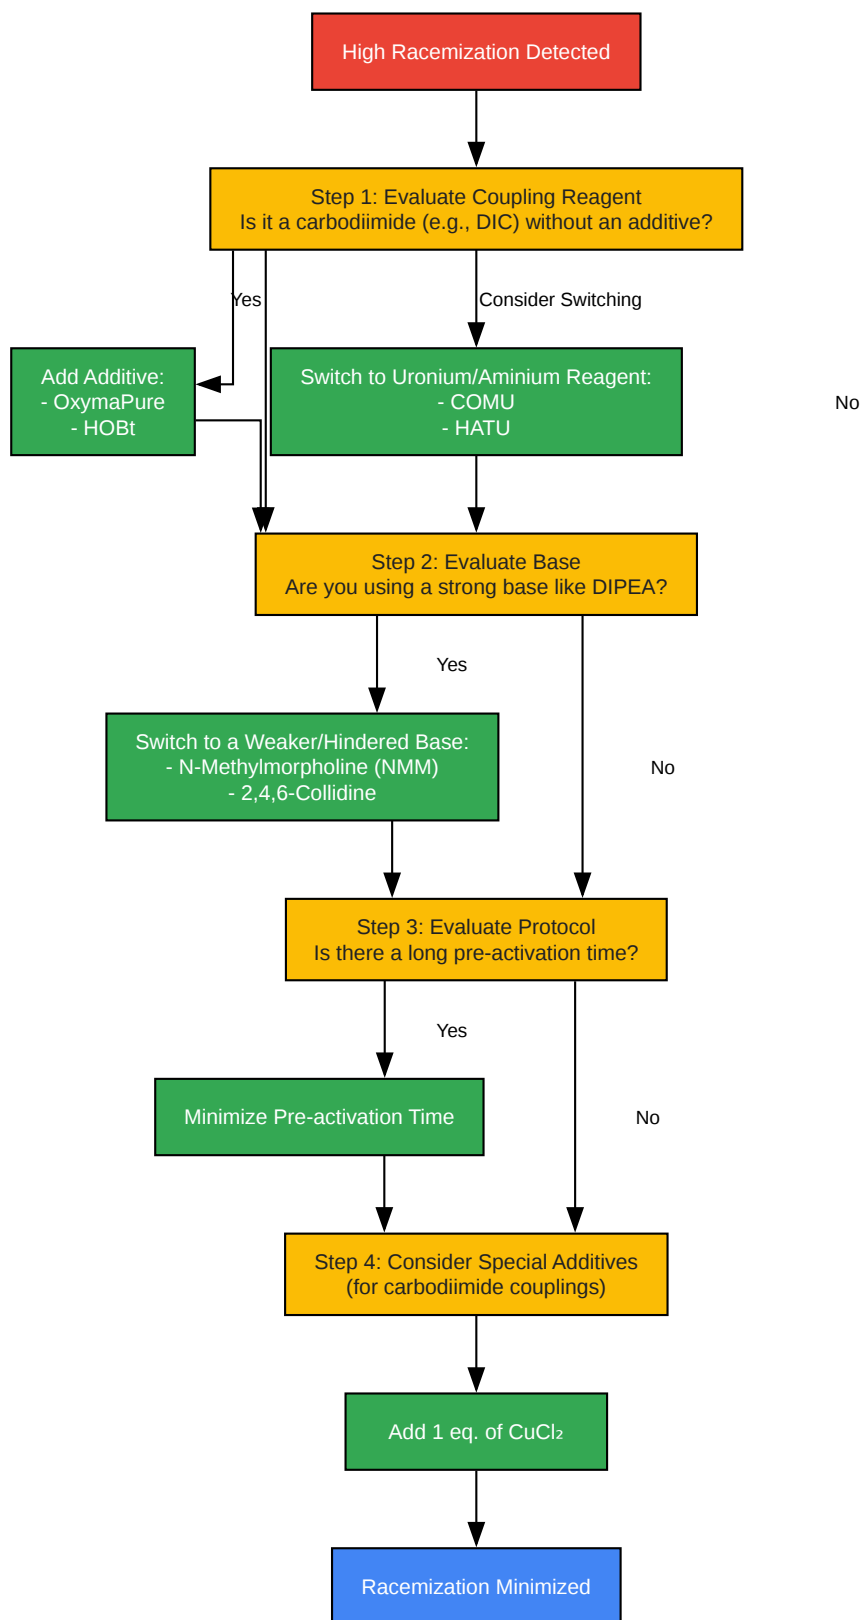 High Racemization Detected
Step 1: Evaluate Coupling Reagent
Is it a carbodiimide (e.g., DIC) without an additive?
Yes
Consider Switching
Add Additive:
- OxymaPure
- HOBt
Switch to Uronium/Aminium Reagent:
- COMU
- HATU
No
Step 2: Evaluate Base
Are you using a strong base like DIPEA?
Yes
Switch to a Weaker/Hindered Base:
- N-Methylmorpholine (NMM)
- 2,4,6-Collidine
No
Step 3: Evaluate Protocol
Is there a long pre-activation time?
Yes
Minimize Pre-activation Time
No
Step 4: Consider Special Additives
(for carbodiimide couplings)
Add 1 eq. of CuCl₂
Racemization Minimized